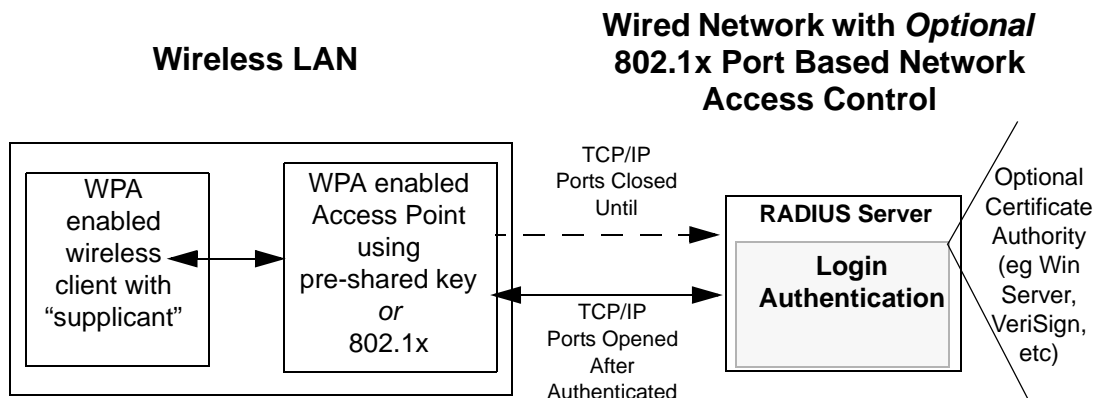 Wireless LAN
Wired Network with Optional
802.1x Port Based Network
Access Control
WPA
enabled
wireless
client with
“supplicant”
WPA enabled
Access Point
using
pre-shared key
or
802.1x
TCP/IP
Ports Closed
Until
TCP/IP
Ports Opened
After
Authenticated
RADIUS Server
Login
Authentication
Optional
Certificate
Authority
(eg Win
Server,
VeriSign,
etc)